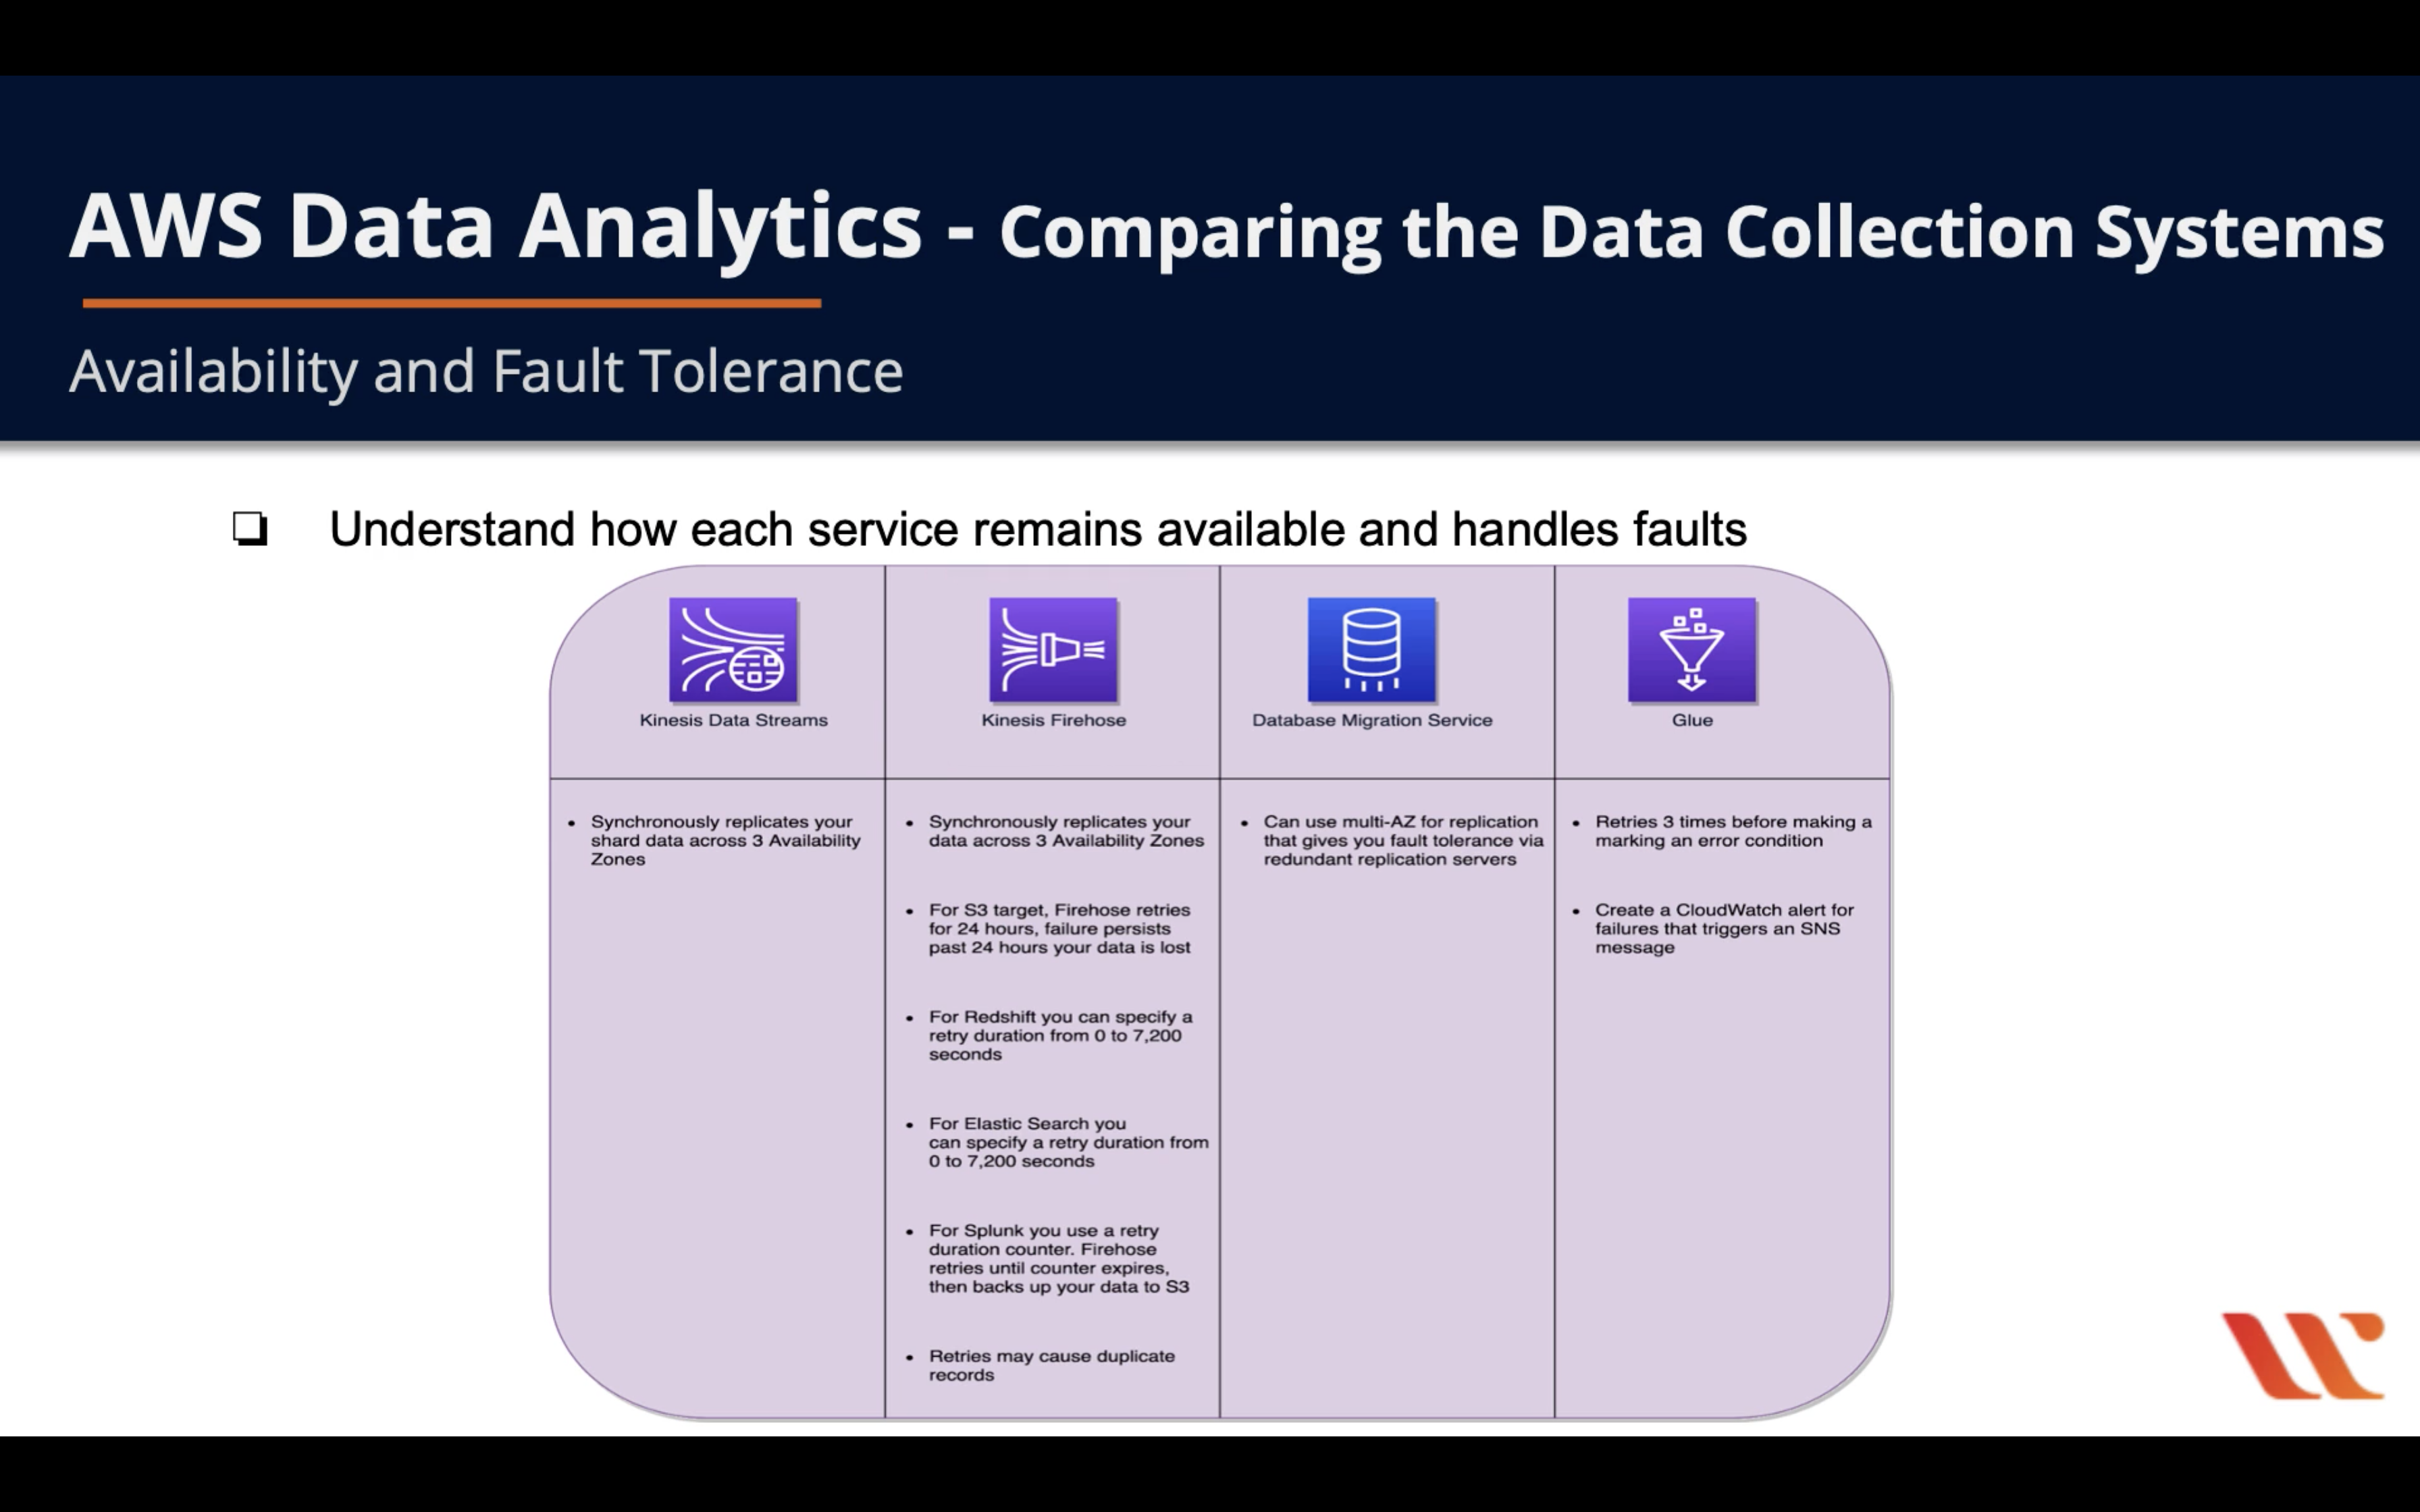 AWS Data Analytics - Comparing the Data Collection Systems
Availability and Fault Tolerance
Understand how each service remains available and handles faults
Kinesis Data Streams
Kinesis Firehose
Database Migration Service
Glue
Synchronously replicates your
shard data across 3 Availability
Zones
Synchronously replicates your
data across 3 Availability Zones
For S3 target, Firehose retries
for 24 hours, failure persists
past 24 hours your data is lost
For Redshift you can specify a
retry duration from 0 to 7,200
seconds
For Elastic Search you
can specify a retry duration from
0 to 7,200 seconds
For Splunk you use a retry
duration counter. Firehose
retries until counter expires,
then backs up your data to S3
Retries may cause duplicate
records
Can use multi-AZ for replication
that gives you fault tolerance via
redundant replication servers
Retries 3 times before making a
marking an error condition
Create a CloudWatch alert for
failures that triggers an SNS
message